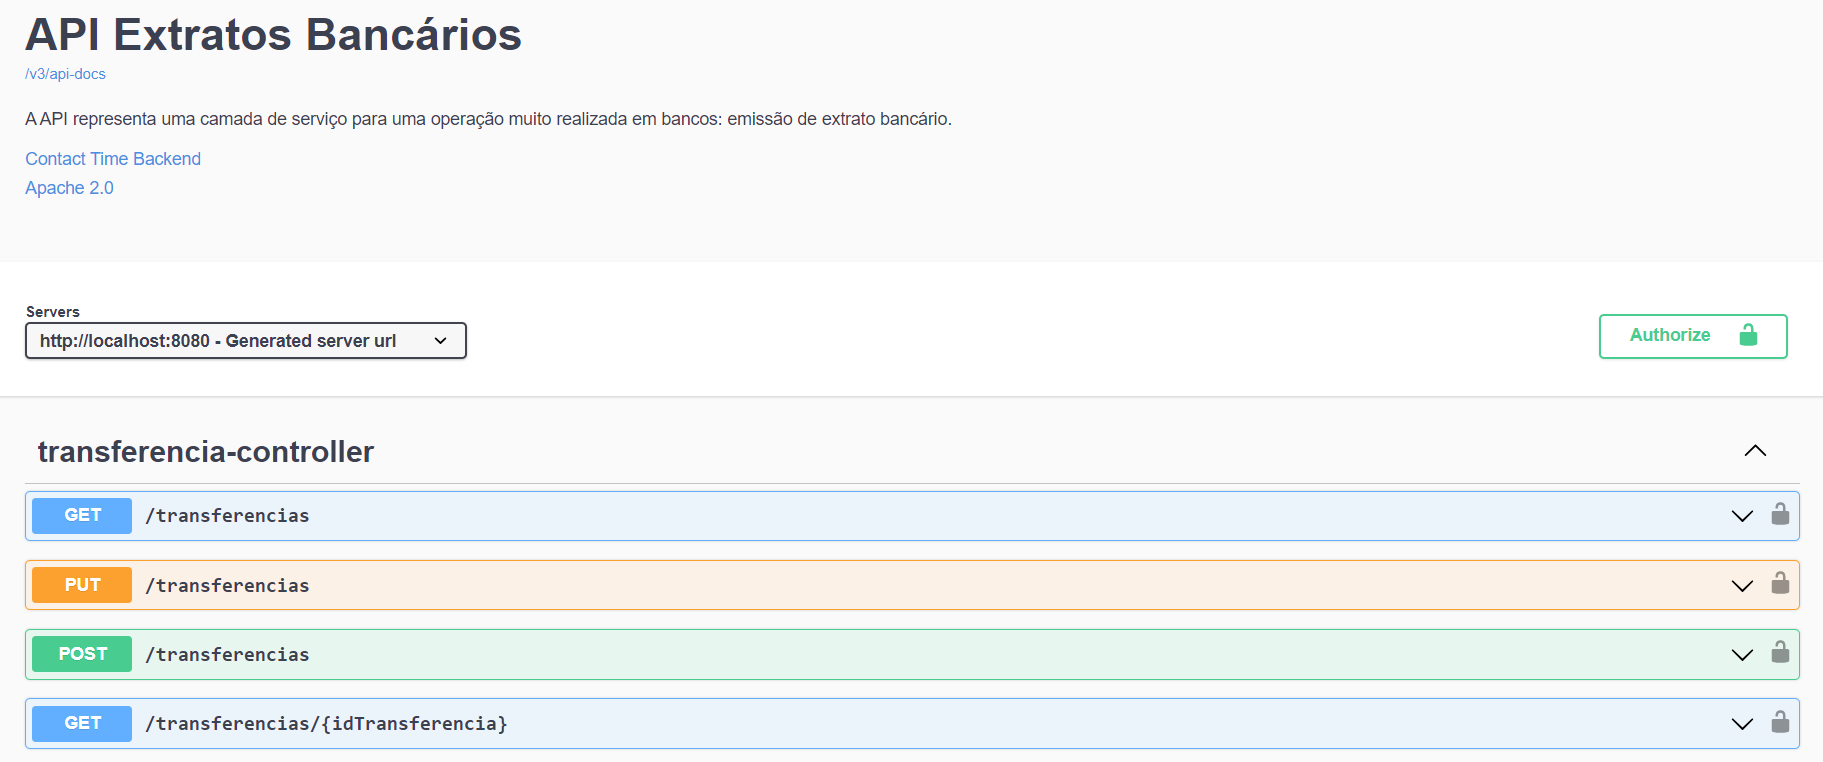 API Extratos Bancários
/v3/api-docs
A API representa uma camada de serviço para uma operação muito realizada em bancos: emissão de extrato bancário.
Contact Time Backend
Apache 2.0
Servers
http://localhost:8080 - Generated server url
Authorize
transferencia-controller
GET /transferencias
PUT /transferencias
POST /transferencias
GET /transferencias/{idTransferencia}